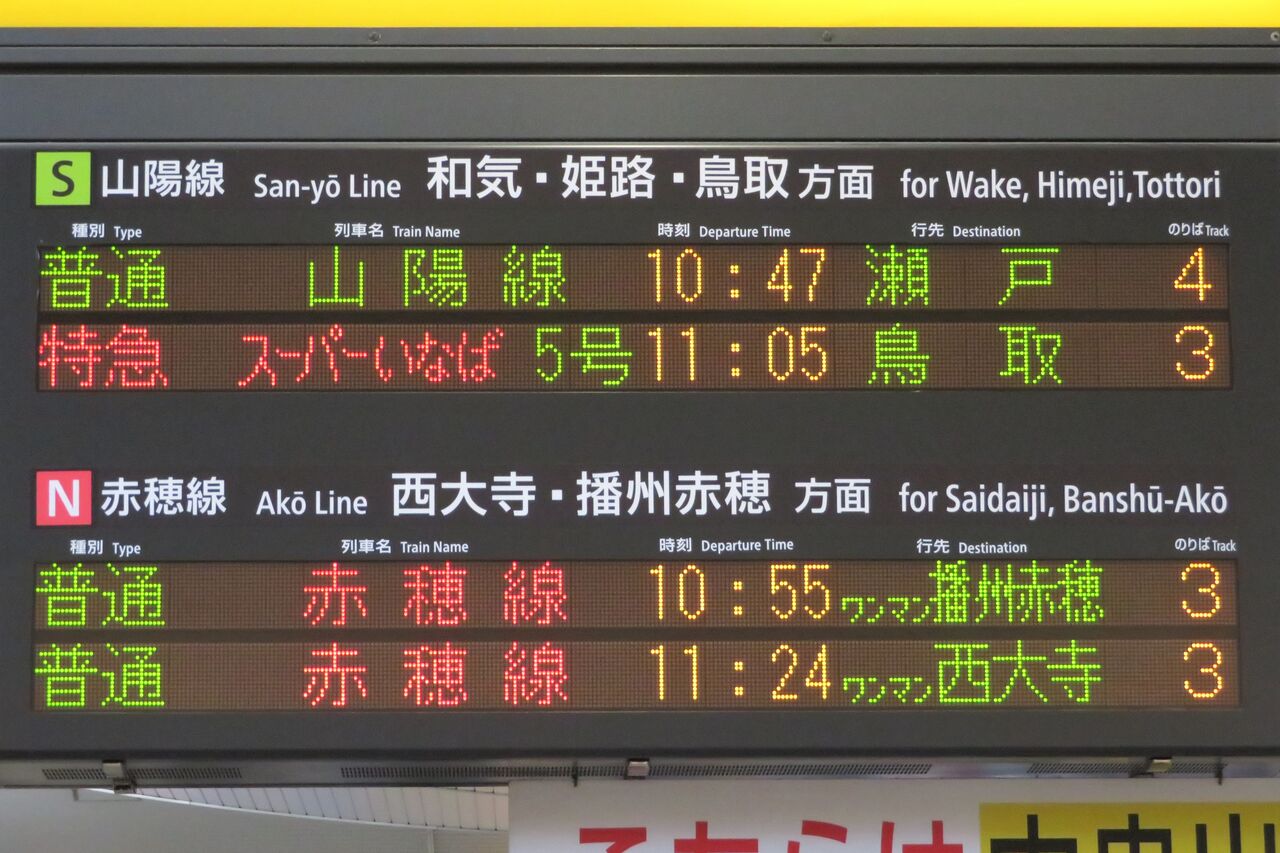 S 山陽線 San-yō Line 和気・姫路・鳥取方面 for Wake, Himeji,Tottori
種別 Type 列車名 Train Name 時刻 Departure Time 行先 Destination のりば Track
普通 山陽線 10:47 瀬戸 4
特急 スーパーいなば 5号 11:05 鳥取 3
N 赤穂線 Akō Line 西大寺・播州赤穂 方面 for Saidaiji, Banshū-Akō
種別 Type 列車名 Train Name 時刻 Departure Time 行先 Destination のりば Track
普通 赤穂線 10:55 ワンマン播州赤穂 3
普通 赤穂線 11:24 ワンマン西大寺 3